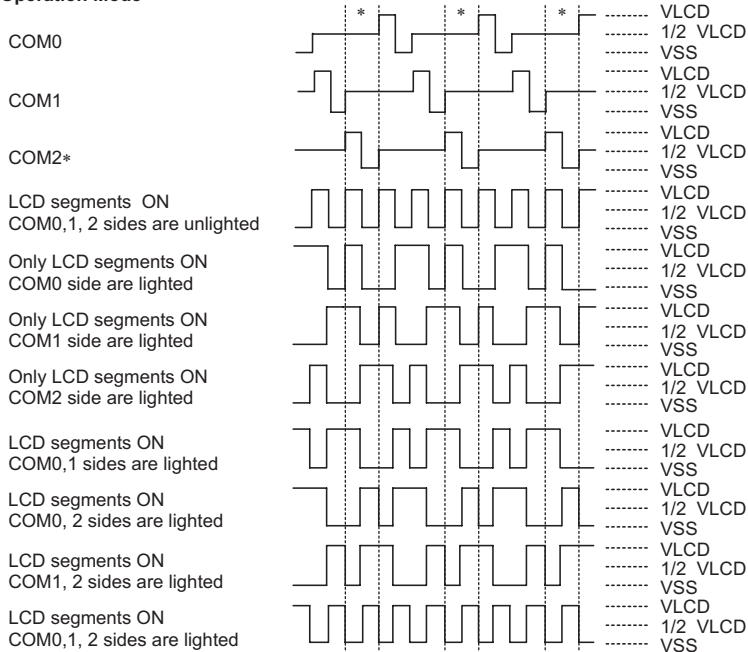 Operation Mode
* * *
COM0
VLCD
1/2 VLCD
VSS
COM1
VLCD
1/2 VLCD
VSS
COM2*
VLCD
1/2 VLCD
VSS
LCD segments ON
COM0,1, 2 sides are unlighted
VLCD
1/2 VLCD
VSS
Only LCD segments ON
COM0 side are lighted
VLCD
1/2 VLCD
VSS
Only LCD segments ON
COM1 side are lighted
VLCD
1/2 VLCD
VSS
Only LCD segments ON
COM2 side are lighted
VLCD
1/2 VLCD
VSS
LCD segments ON
COM0,1 sides are lighted
VLCD
1/2 VLCD
VSS
LCD segments ON
COM0, 2 sides are lighted
VLCD
1/2 VLCD
VSS
LCD segments ON
COM1, 2 sides are lighted
VLCD
1/2 VLCD
VSS
LCD segments ON
COM0,1, 2 sides are lighted
VLCD
1/2 VLCD
VSS